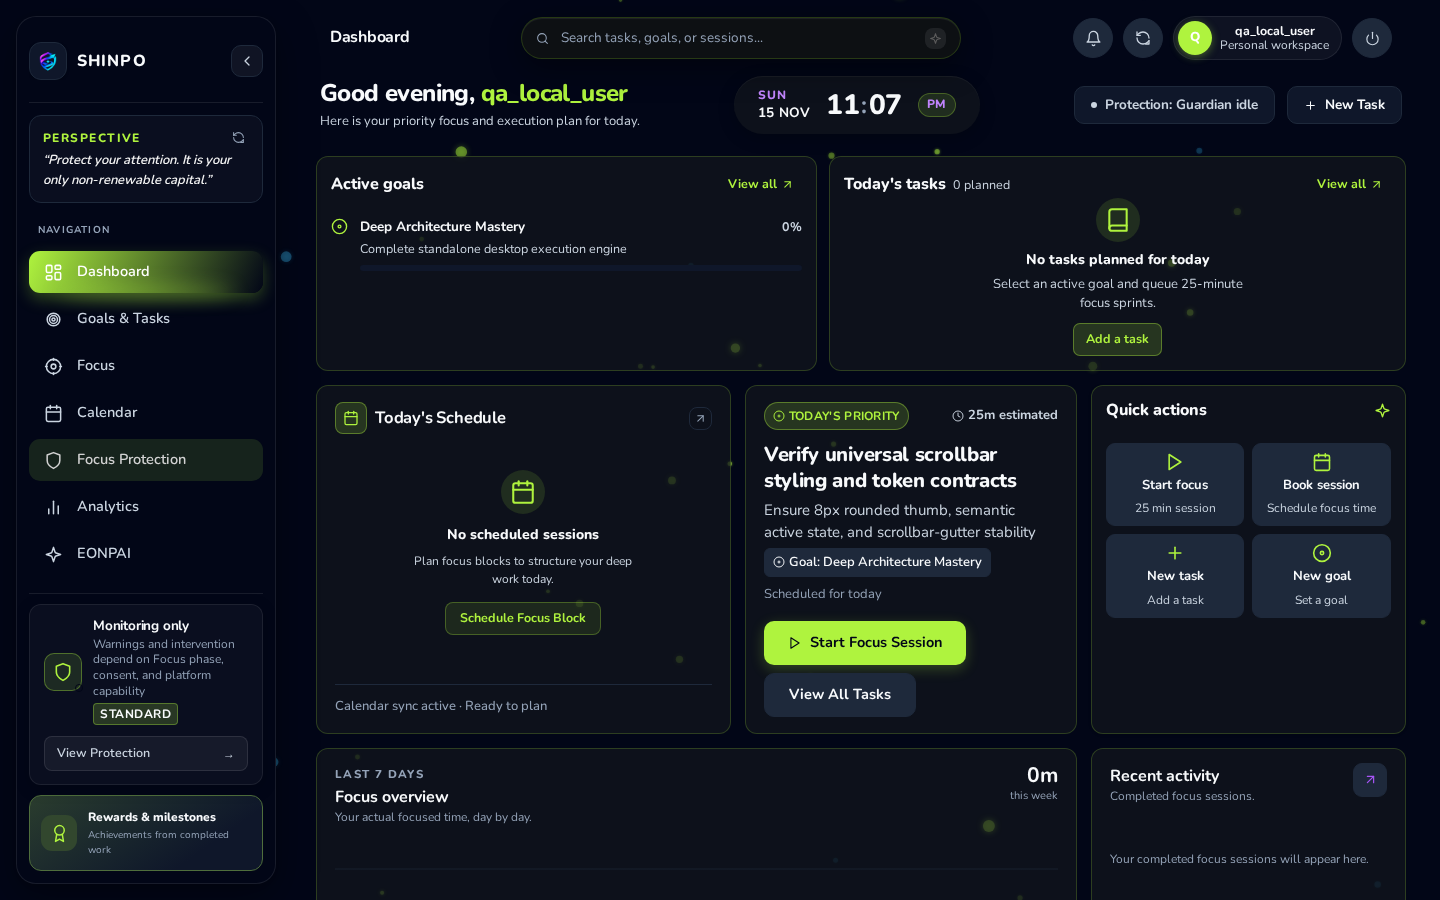 SHINPO
PERSPECTIVE
“Protect your attention. It is your
only non-renewable capital.”
NAVIGATION
Dashboard
Goals & Tasks
Focus
Calendar
Focus Protection
Analytics
EONPAI
Monitoring only
Warnings and intervention
depend on Focus phase,
consent, and platform
capability
STANDARD
View Protection →
Rewards & milestones
Achievements from completed
work
Dashboard
Search tasks, goals, or sessions...
Q
qa_local_user
Personal workspace
Good evening, qa_local_user
Here is your priority focus and execution plan for today.
SUN
15 NOV
11:07
PM
Protection: Guardian idle
New Task
Active goals
View all
Deep Architecture Mastery
0%
Complete standalone desktop execution engine
Today's tasks 0 planned
View all
No tasks planned for today
Select an active goal and queue 25-minute
focus sprints.
Add a task
Today's Schedule
No scheduled sessions
Plan focus blocks to structure your deep
work today.
Schedule Focus Block
Calendar sync active · Ready to plan
TODAY'S PRIORITY
25m estimated
Verify universal scrollbar
styling and token contracts
Ensure 8px rounded thumb, semantic
active state, and scrollbar-gutter stability
Goal: Deep Architecture Mastery
Scheduled for today
Start Focus Session
View All Tasks
Quick actions
Start focus
25 min session
Book session
Schedule focus time
New task
Add a task
New goal
Set a goal
LAST 7 DAYS
Focus overview
Your actual focused time, day by day.
0m
this week
Recent activity
Completed focus sessions.
Your completed focus sessions will appear here.